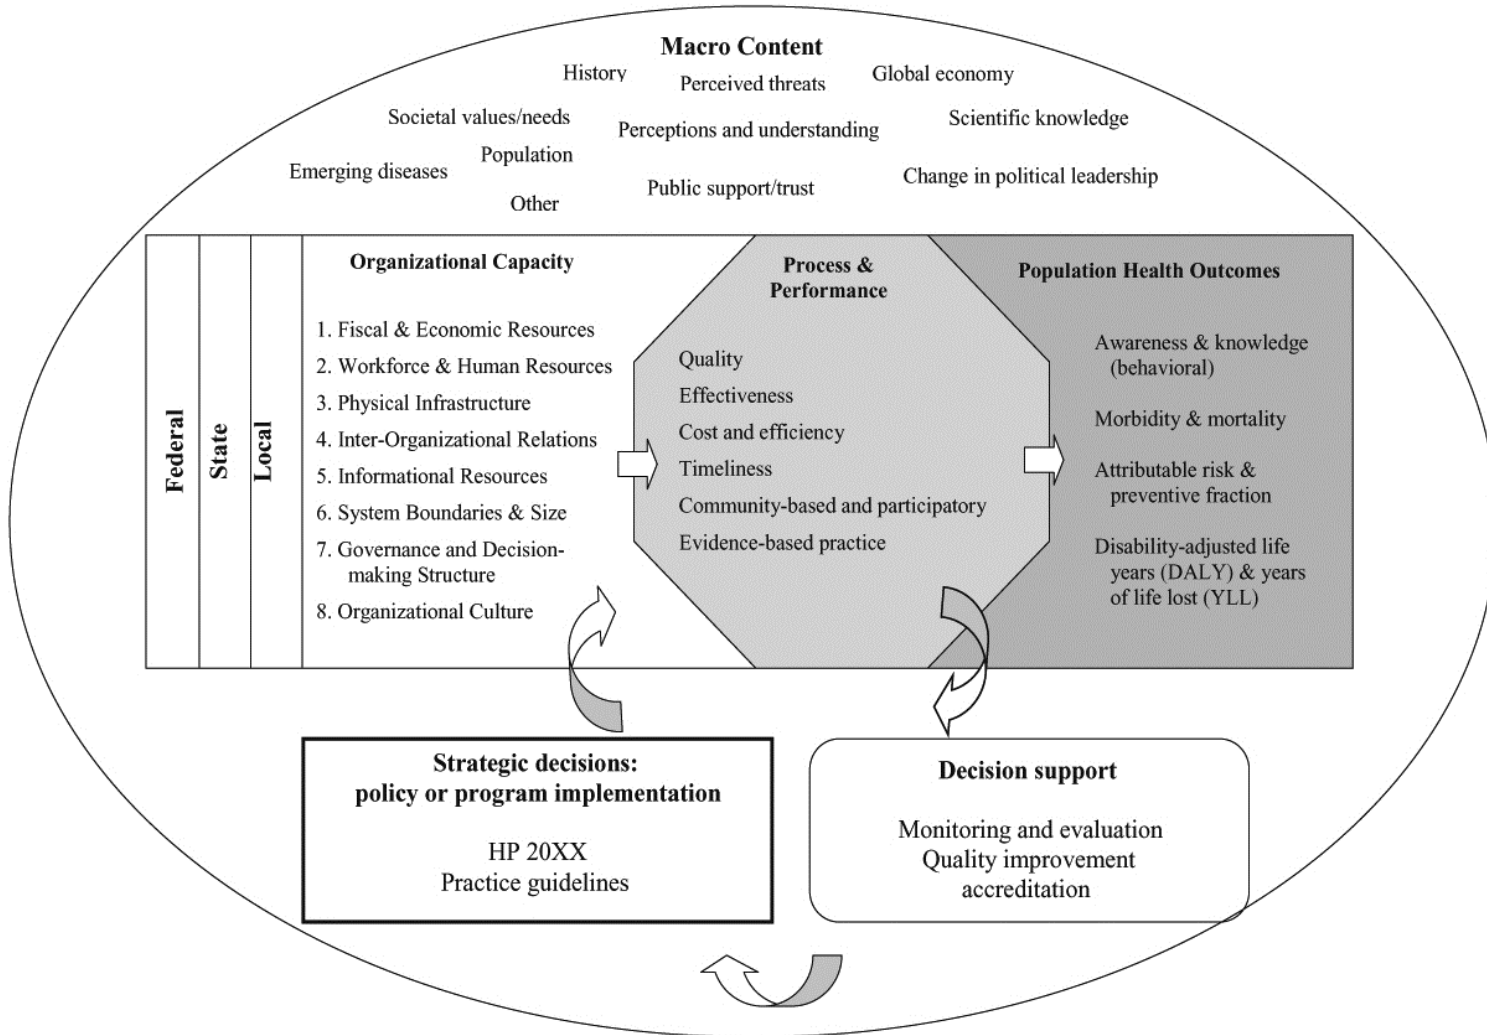 Macro Content
History
Perceived threats
Global economy
Societal values/needs
Perceptions and understanding
Scientific knowledge
Population
Emerging diseases
Public support/trust
Change in political leadership
Other
Federal
State
Local
Organizational Capacity
1. Fiscal & Economic Resources
2. Workforce & Human Resources
3. Physical Infrastructure
4. Inter-Organizational Relations
5. Informational Resources
6. System Boundaries & Size
7. Governance and Decision-
making Structure
8. Organizational Culture
Process &
Performance
Quality
Effectiveness
Cost and efficiency
Timeliness
Community-based and participatory
Evidence-based practice
Population Health Outcomes
Awareness & knowledge
(behavioral)
Morbidity & mortality
Attributable risk &
preventive fraction
Disability-adjusted life
years (DALY) & years
of life lost (YLL)
Strategic decisions:
policy or program implementation
HP 20XX
Practice guidelines
Decision support
Monitoring and evaluation
Quality improvement
accreditation